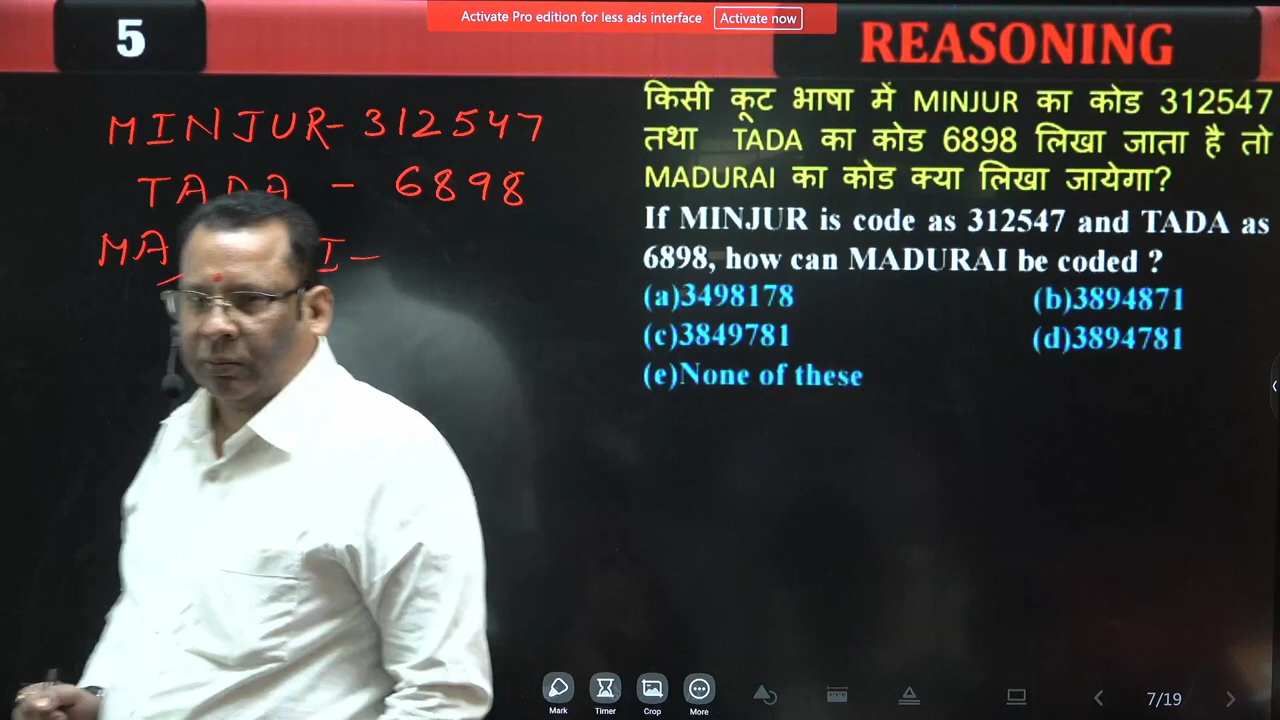 Activate Pro edition for less ads interface Activate now
5
REASONING
MINJUR- 312547
TADA - 6898
MA I-
किसी कूट भाषा में MINJUR का कोड 312547
तथा TADA का कोड 6898 लिखा जाता है तो
MADURAI का कोड क्या लिखा जायेगा?
If MINJUR is code as 312547 and TADA as
6898, how can MADURAI be coded ?
(a)3498178 (b)3894871
(c)3849781 (d)3894781
(e)None of these
Mark Timer Crop More
7/19